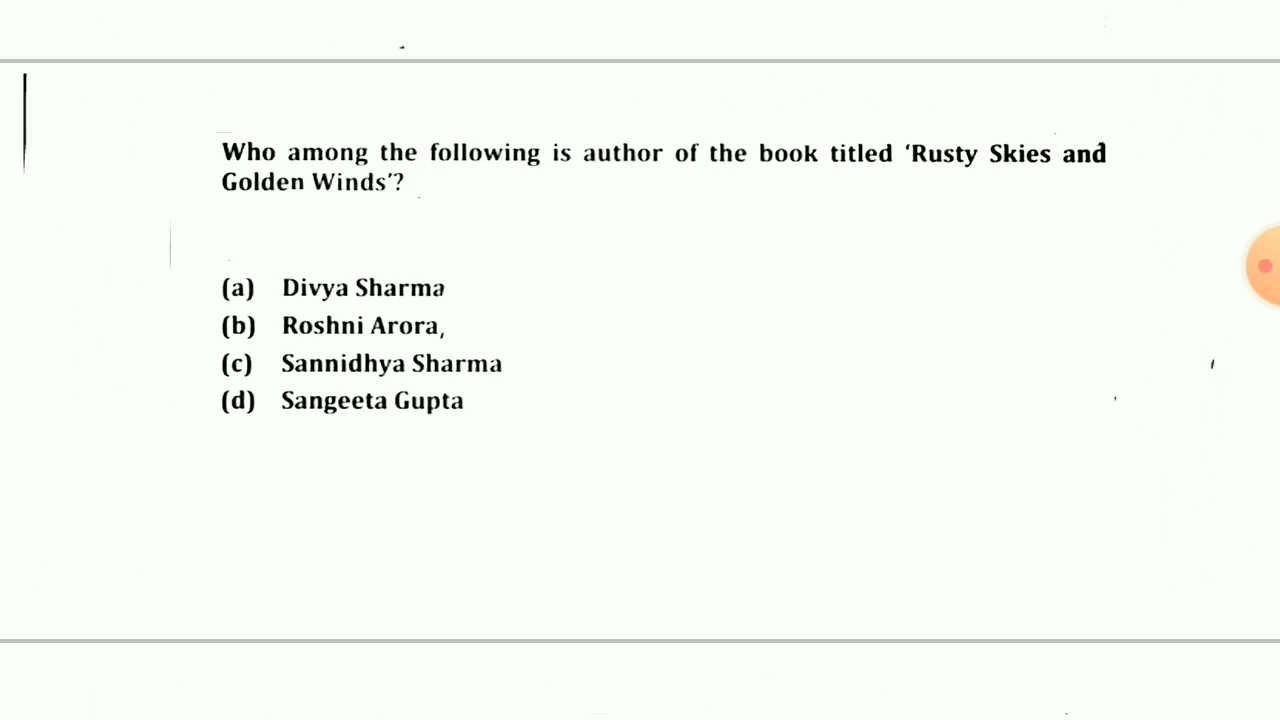 Who among the following is author of the book titled ‘Rusty Skies and
Golden Winds’?
(a) Divya Sharma
(b) Roshni Arora,
(c) Sannidhya Sharma
(d) Sangeeta Gupta